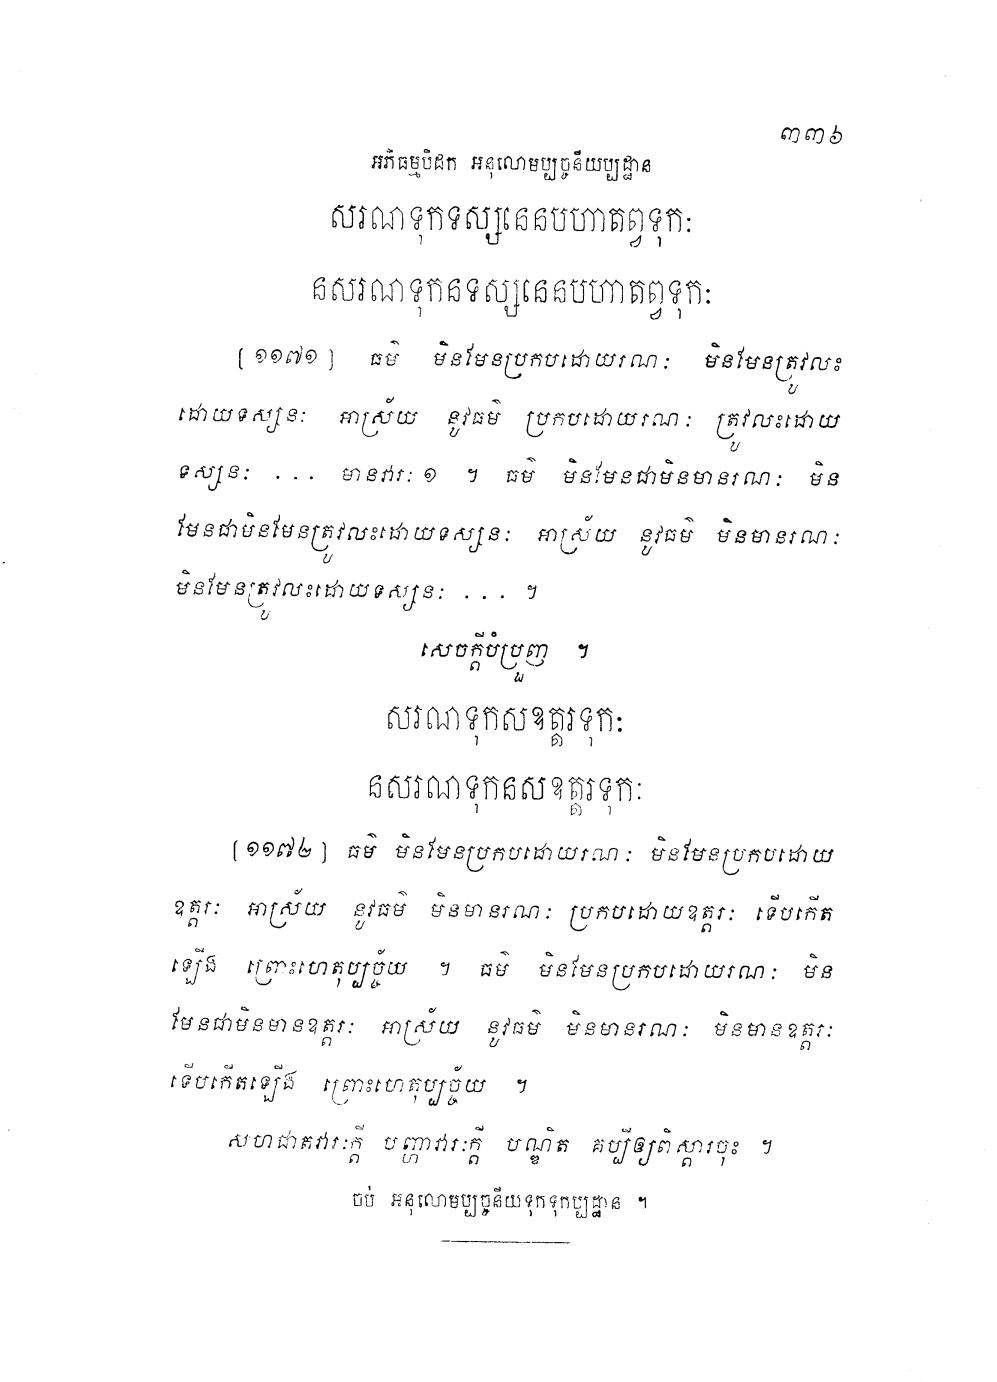 ៣៣៦
អភិធម្មបិដក អនុលោមប្បច្ចនីយប្បដ្ឋាន
សរណទុកទស្សនេនបហាតព្វទុកៈ
នសរណទុកនទស្សនេនបហាតព្វទុកៈ
[១១៧១] ធម៌ មិនមែនប្រកបដោយរណៈ មិនមែនត្រូវលះ
ដោយទស្សនៈ អាស្រ័យ នូវធម៌ ប្រកបដោយរណៈ ត្រូវលះដោយ
ទស្សនៈ ... មានវារៈ ១ ។ ធម៌ មិនមែនជាមិនមានរណៈ មិន
មែនជាមិនមែនត្រូវលះដោយទស្សនៈ អាស្រ័យ នូវធម៌ មិនមានរណៈ
មិនមែនត្រូវលះដោយទស្សនៈ ... ។
សេចក្តីបំប្រួញ ។
សរណទុកសឧត្តរទុកៈ
នសរណទុកនសឧត្តរទុកៈ
[១១៧២] ធម៌ មិនមែនប្រកបដោយរណៈ មិនមែនប្រកបដោយ
ឧត្តរៈ អាស្រ័យ នូវធម៌ មិនមានរណៈ ប្រកបដោយឧត្តរៈ ទើបកើត
ឡើង ព្រោះហេតុប្បច្ច័យ ។ ធម៌ មិនមែនប្រកបដោយរណៈ មិន
មែនជាមិនមានឧត្តរៈ អាស្រ័យ នូវធម៌ មិនមានរណៈ មិនមានឧត្តរៈ
ទើបកើតឡើង ព្រោះហេតុប្បច្ច័យ ។
សហជាតវារៈក្តី បញ្ហាវារៈក្តី បណ្ឌិត គប្បីឲ្យពិស្តារចុះ ។
ចប់ អនុលោមប្បច្ចនីយទុកទុកប្បដ្ឋាន ។